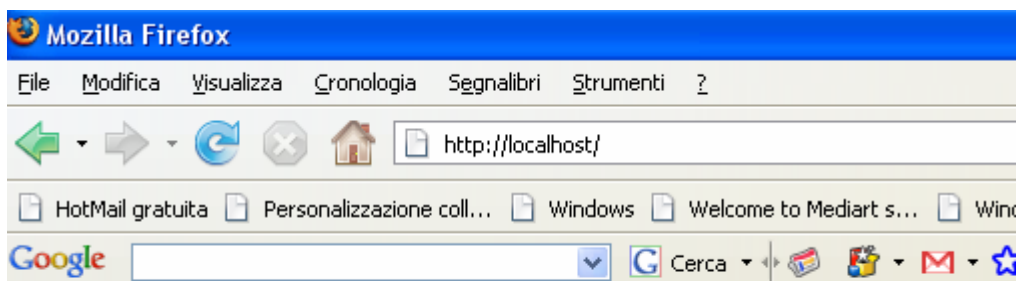 Mozilla Firefox
File Modifica Visualizza Cronologia Segnalibri Strumenti ?
http://localhost/
HotMail gratuita Personalizzazione coll... Windows Welcome to Mediart s...
Google G Cerca